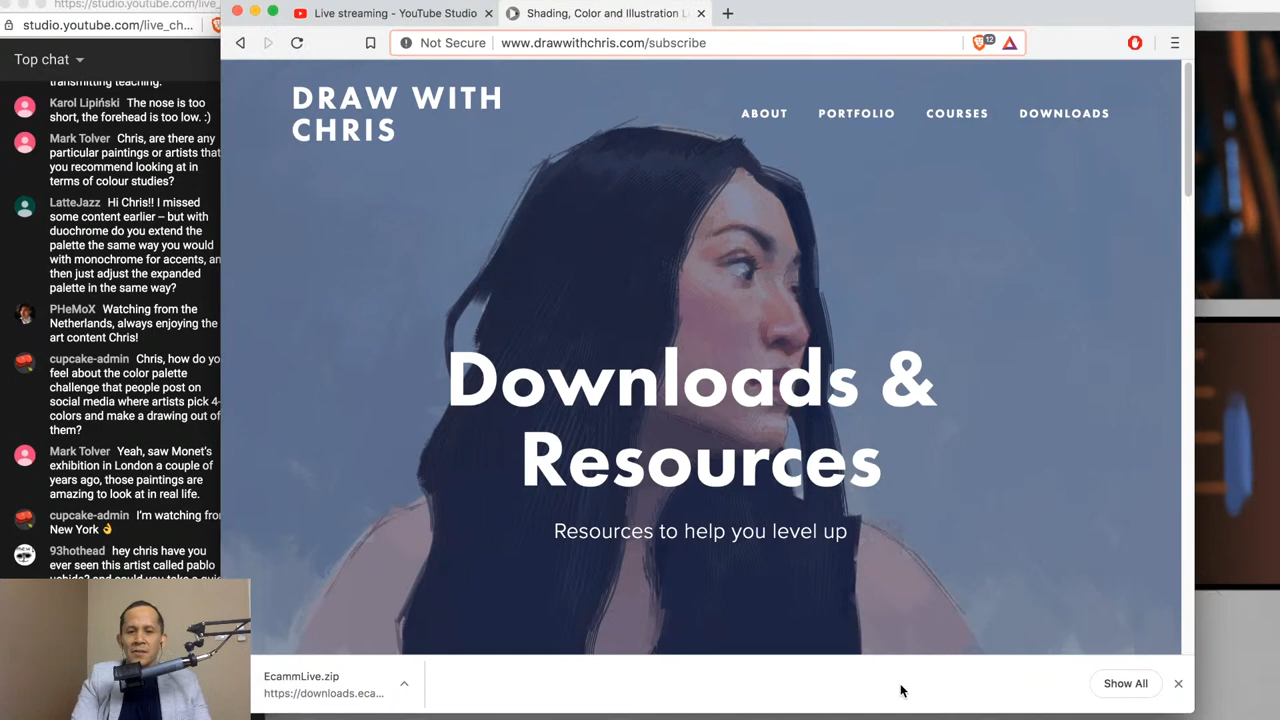 https://studio.youtube.com/live_ch
studio.youtube.com/live_ch...
Top chat
transmitting teaching.
Karol Lipiński The nose is too
short, the forehead is too low. :)
Mark Tolver Chris, are there any
particular paintings or artists that
you recommend looking at in
terms of colour studies?
LatteJazz Hi Chris!! I missed
some content earlier – but with
duochrome do you extend the
palette the same way you would
with monochrome for accents, an
then just adjust the expanded
palette in the same way?
PHeMoX Watching from the
Netherlands, always enjoying the
art content Chris!
cupcake-admin Chris, how do yo
feel about the color palette
challenge that people post on
social media where artists pick 4-
colors and make a drawing out of
them?
Mark Tolver Yeah, saw Monet's
exhibition in London a couple of
years ago, those paintings are
amazing to look at in real life.
cupcake-admin I'm watching from
New York 👌
93hothead hey chris have you
ever seen this artist called pablo
Live streaming - YouTube Studio
Shading, Color and Illustration L
Not Secure www.drawwithchris.com/subscribe
12
DRAW WITH
CHRIS
ABOUT PORTFOLIO COURSES DOWNLOADS
Downloads &
Resources
Resources to help you level up
EcammLive.zip
https://downloads.eca...
Show All